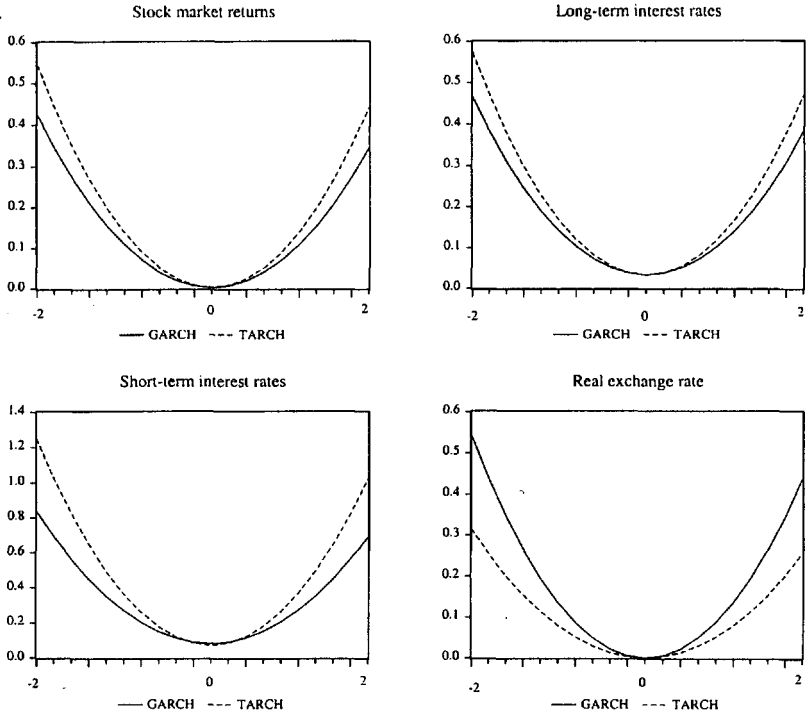 Stock market returns
0.6
0.5
0.4
0.3
0.2
0.1
0.0
-2 0 2
GARCH TARCH
Long-term interest rates
0.6
0.5
0.4
0.3
0.2
0.1
0.0
-2 0 2
GARCH TARCH
Short-term interest rates
1.4
1.2
1.0
0.8
0.6
0.4
0.2
0.0
-2 0 2
GARCH TARCH
Real exchange rate
0.6
0.5
0.4
0.3
0.2
0.1
0.0
-2 0 2
GARCH TARCH